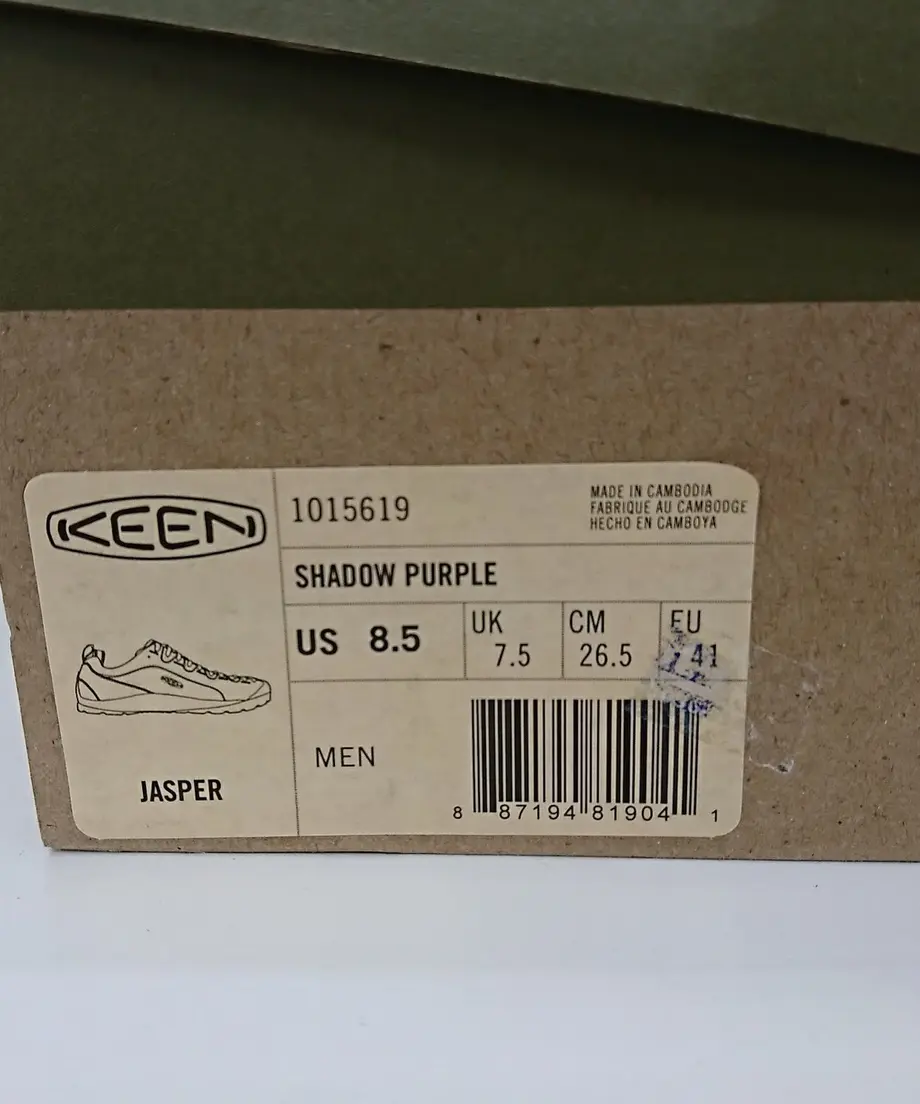 KEEN
1015619
MADE IN CAMBODIA
FABRIQUE AU CAMBODGE
HECHO EN CAMBOYA
SHADOW PURPLE
US 8.5
UK
7.5
CM
26.5
EU
41
MEN
JASPER
8 87194 81904 1